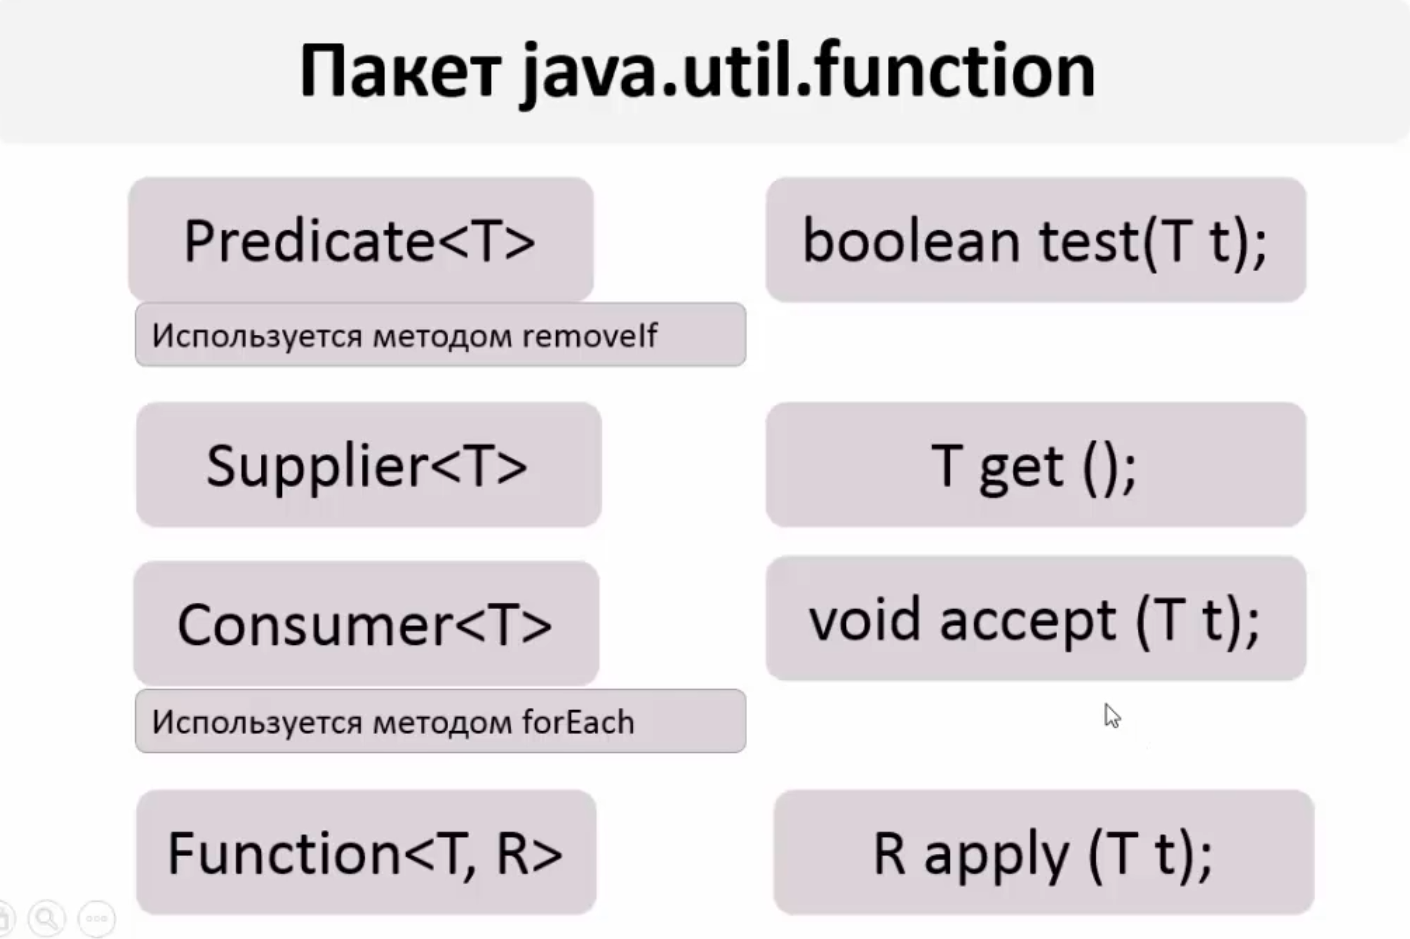 Пакет java.util.function
Predicate<T>
boolean test(T t);
Используется методом removeIf
Supplier<T>
T get ();
Consumer<T>
void accept (T t);
Используется методом forEach
Function<T, R>
R apply (T t);